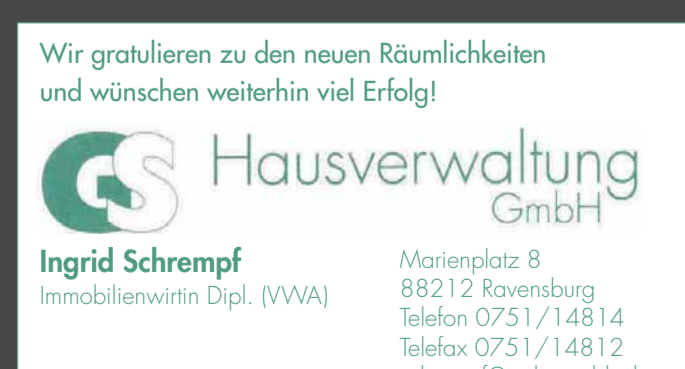 Wir gratulieren zu den neuen Räumlichkeiten
und wünschen weiterhin viel Erfolg!
GS Hausverwaltung
GmbH
Ingrid Schrempf
Immobilienwirtin Dipl. (VWA)
Marienplatz 8
88212 Ravensburg
Telefon 0751/14814
Telefax 0751/14812